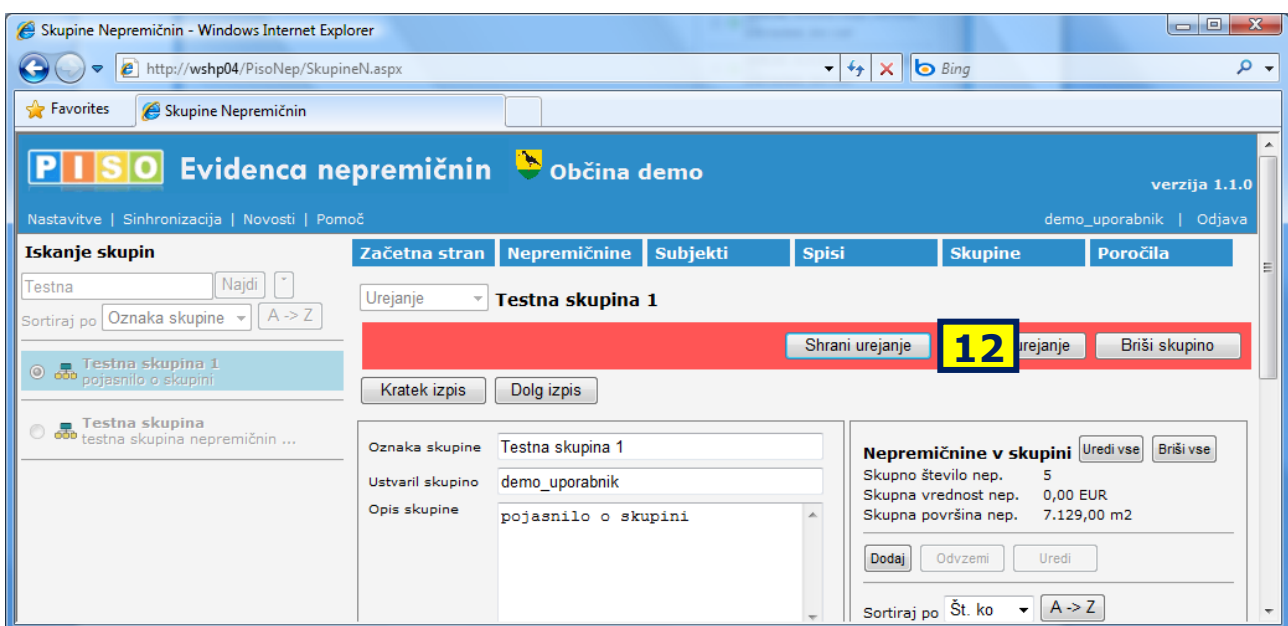 Skupine Nepremičnin - Windows Internet Explorer
http://wshp04/PisoNep/SkupineN.aspx
Bing
Favorites
Skupine Nepremičnin
PISO Evidenca nepremičnin Občina demo
verzija 1.1.0
Nastavitve | Sinhronizacija | Novosti | Pomoč
demo_uporabnik | Odjava
Iskanje skupin
Začetna stran Nepremičnine Subjekti Spisi Skupine Poročila
Testna Najdi ˇ
Sortiraj po Oznaka skupine A -> Z
Testna skupina 1
pojasnilo o skupini
Testna skupina
testna skupina nepremičnin ...
Urejanje Testna skupina 1
Shrani urejanje 12 urejanje Briši skupino
Kratek izpis Dolg izpis
Oznaka skupine Testna skupina 1
Ustvaril skupino demo_uporabnik
Opis skupine pojasnilo o skupini
Nepremičnine v skupini Uredi vse Briši vse
Skupno število nep. 5
Skupna vrednost nep. 0,00 EUR
Skupna površina nep. 7.129,00 m2
Dodaj Odvzemi Uredi
Sortiraj po Št. ko A -> Z